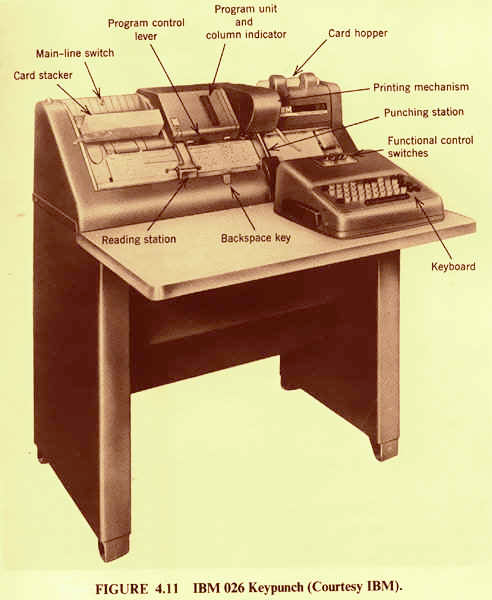 Program unit
and
column indicator
Program control
lever
Card hopper
Main-line switch
Card stacker
Printing mechanism
Punching station
Functional control
switches
Reading station
Backspace key
Keyboard
FIGURE 4.11 IBM 026 Keypunch (Courtesy IBM).